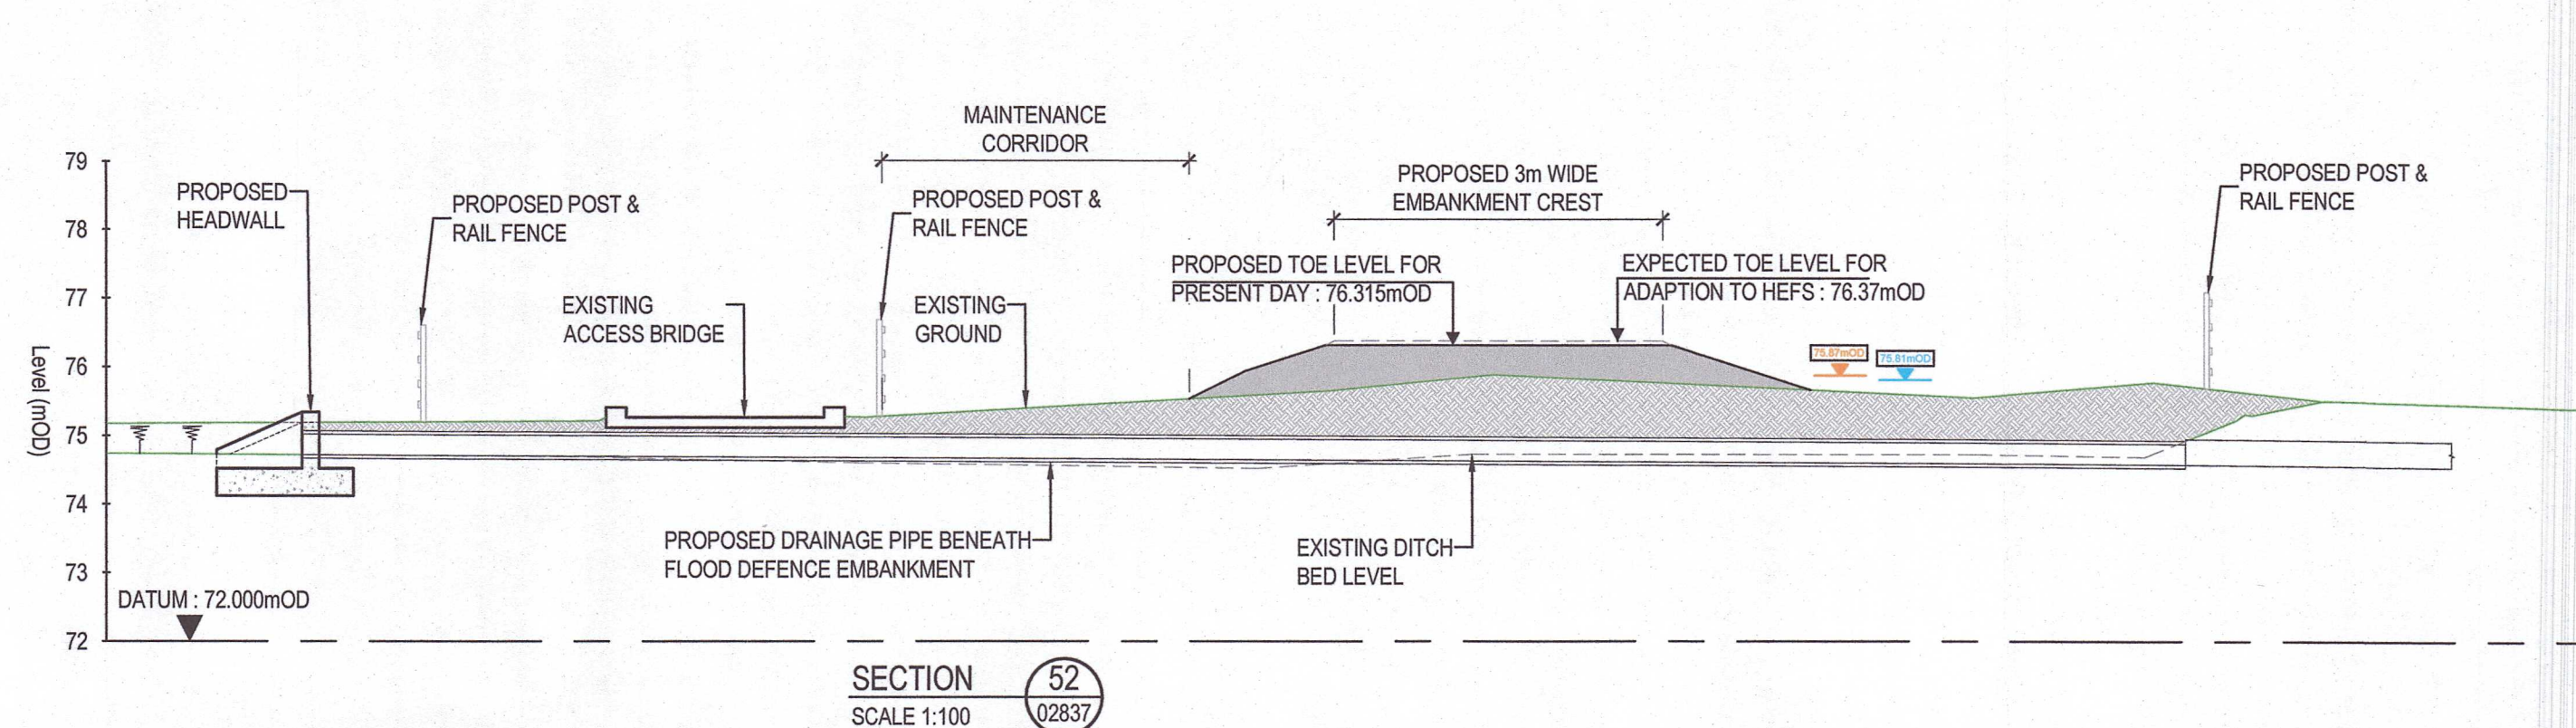 MAINTENANCE
CORRIDOR
79
78
77
76
75
74
73
72
Level (mOD)
PROPOSED
HEADWALL
PROPOSED POST &
RAIL FENCE
PROPOSED POST &
RAIL FENCE
PROPOSED 3m WIDE
EMBANKMENT CREST
PROPOSED POST &
RAIL FENCE
EXISTING
ACCESS BRIDGE
EXISTING
GROUND
PROPOSED TOE LEVEL FOR
PRESENT DAY : 76.315mOD
EXPECTED TOE LEVEL FOR
ADAPTION TO HEFS : 76.37mOD
75.87mOD
75.81mOD
PROPOSED DRAINAGE PIPE BENEATH
FLOOD DEFENCE EMBANKMENT
EXISTING DITCH
BED LEVEL
DATUM : 72.000mOD
SECTION
SCALE 1:100
52
02837